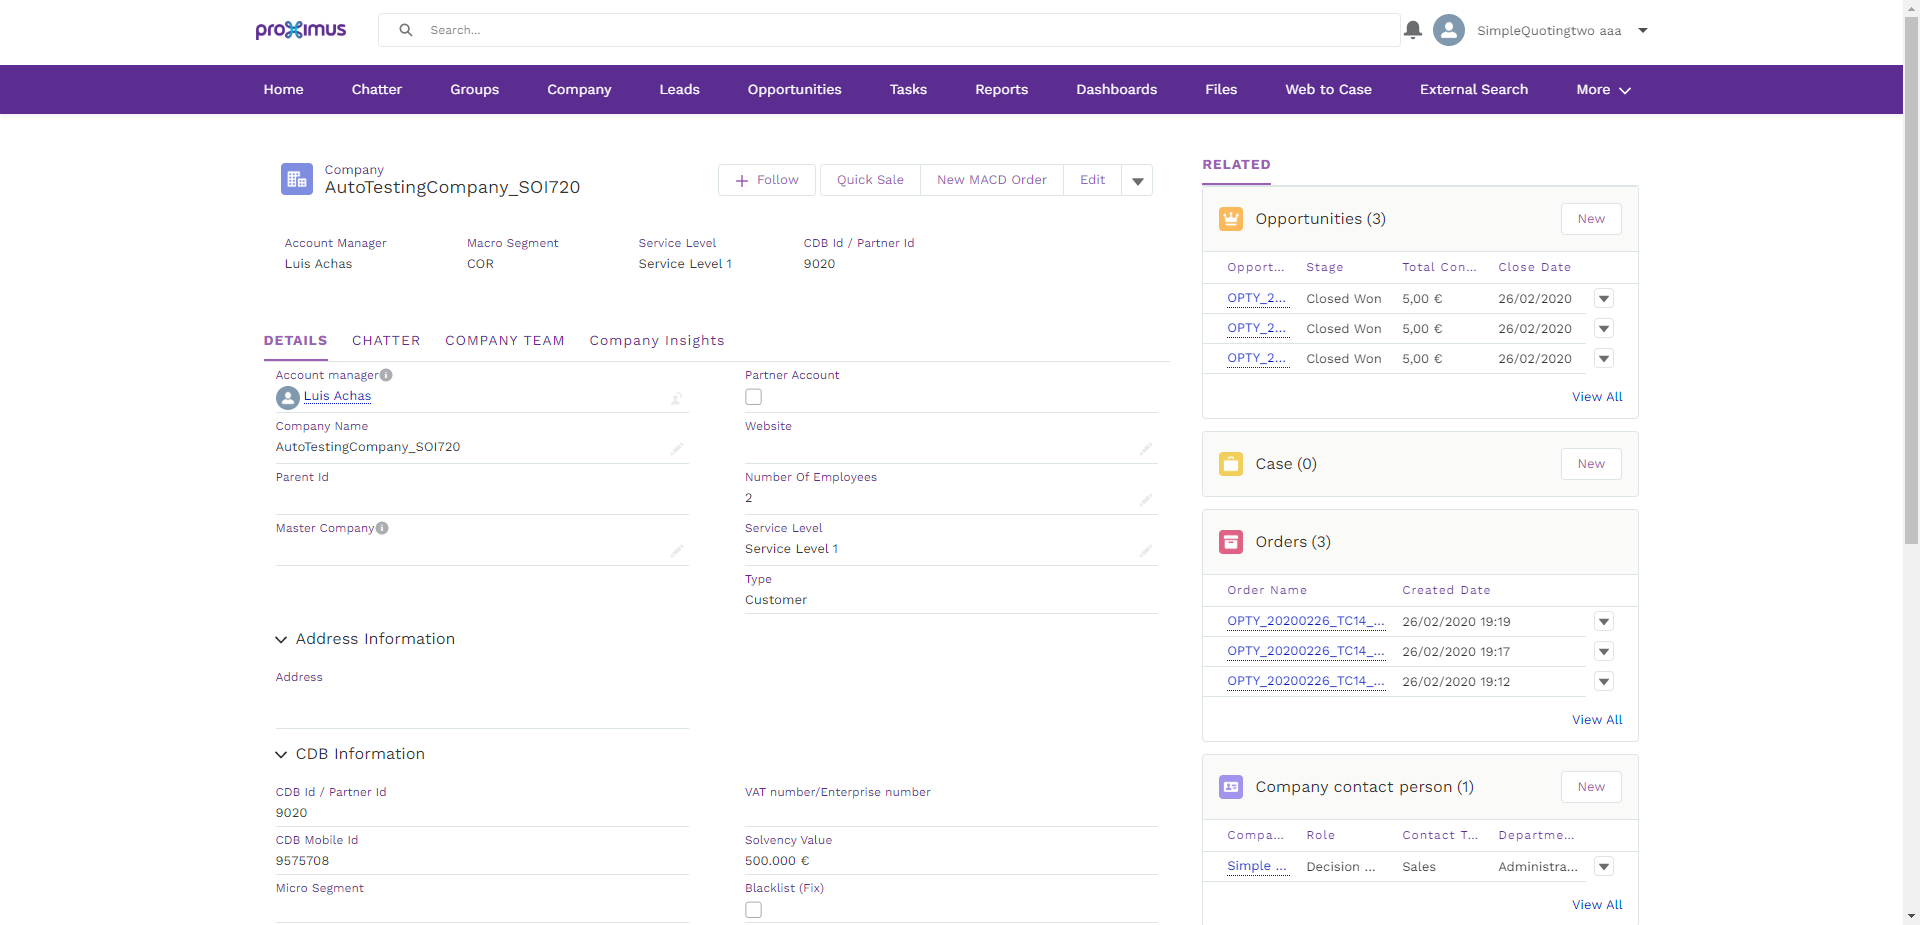 proximus
Search...
SimpleQuotingtwo aaa
Home Chatter Groups Company Leads Opportunities Tasks Reports Dashboards Files Web to Case External Search More
Company
AutoTestingCompany_SOI720
Follow Quick Sale New MACD Order Edit
Account Manager Macro Segment Service Level CDB Id / Partner Id
Luis Achas COR Service Level 1 9020
DETAILS CHATTER COMPANY TEAM Company Insights
Account manager Partner Account
Luis Achas
Company Name Website
AutoTestingCompany_SOI720
Parent Id Number Of Employees
2
Master Company Service Level
Service Level 1
Type
Customer
Address Information
Address
CDB Information
CDB Id / Partner Id VAT number/Enterprise number
9020
CDB Mobile Id Solvency Value
9575708 500.000 €
Micro Segment Blacklist (Fix)
RELATED
Opportunities (3) New
Opport... Stage Total Con... Close Date
OPTY_2... Closed Won 5,00 € 26/02/2020
OPTY_2... Closed Won 5,00 € 26/02/2020
OPTY_2... Closed Won 5,00 € 26/02/2020
View All
Case (0) New
Orders (3)
Order Name Created Date
OPTY_20200226_TC14_... 26/02/2020 19:19
OPTY_20200226_TC14_... 26/02/2020 19:17
OPTY_20200226_TC14_... 26/02/2020 19:12
View All
Company contact person (1) New
Compa... Role Contact T... Departme...
Simple ... Decision ... Sales Administra...
View All